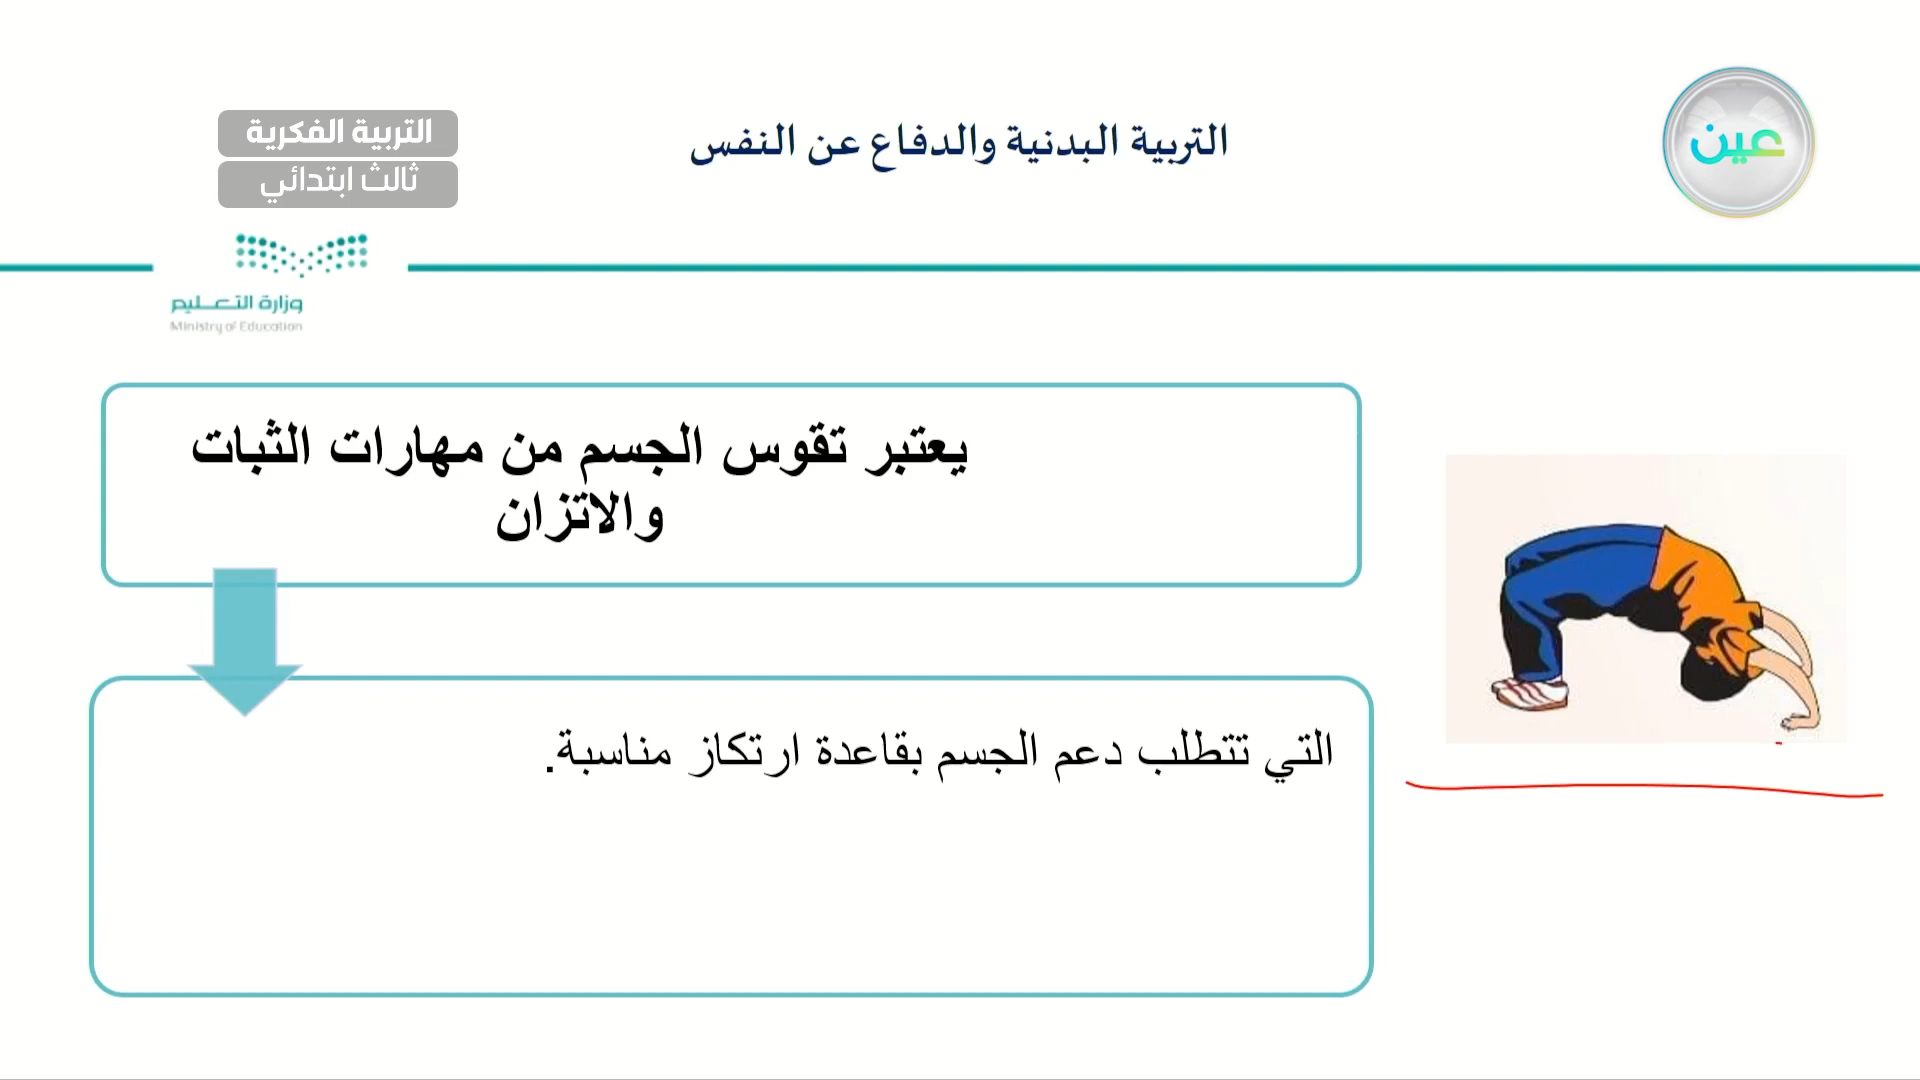 عين
التربية البدنية والدفاع عن النفس
التربية الفكرية
ثالث ابتدائي
وزارة التعليم
Ministry of Education
يعتبر تقوس الجسم من مهارات الثبات
والاتزان
التي تتطلب دعم الجسم بقاعدة ارتكاز مناسبة.